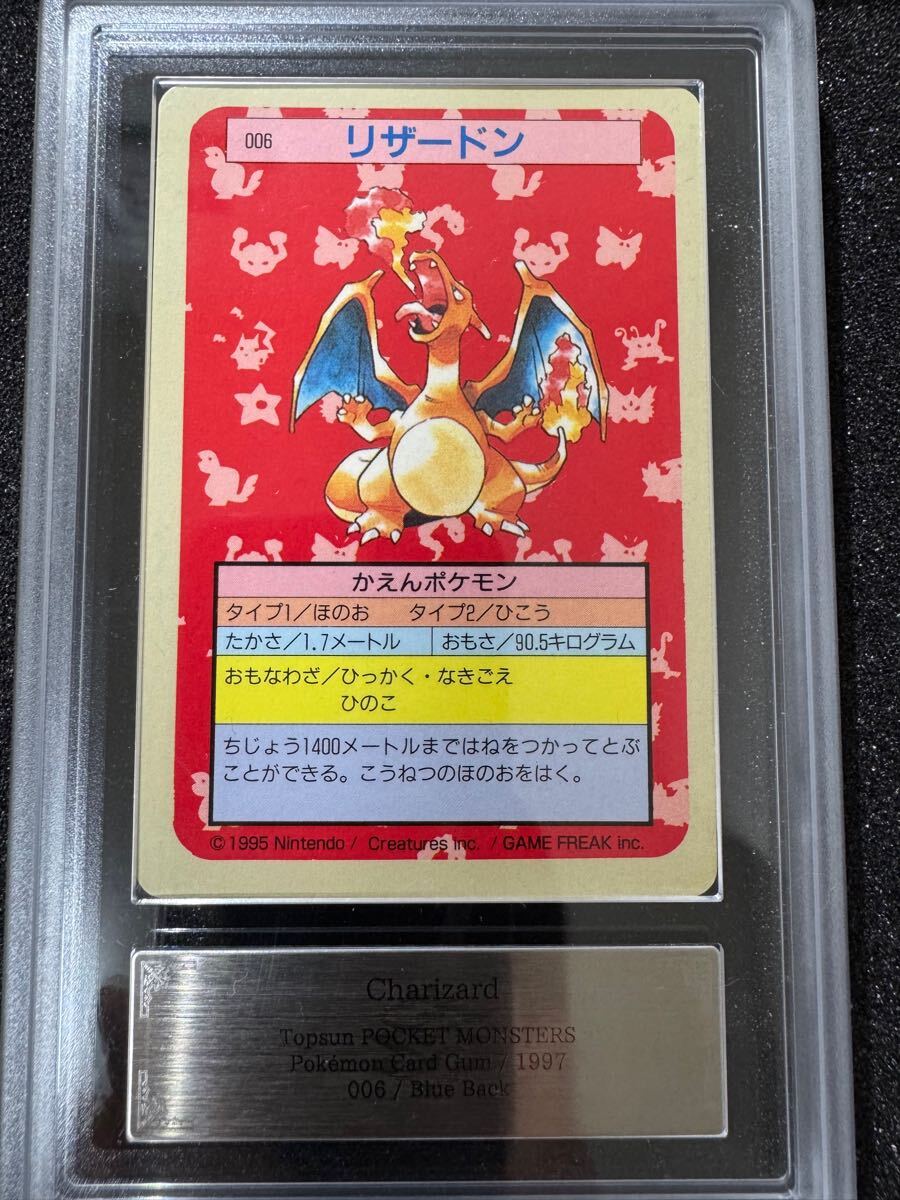 006 リザードン
かえんポケモン
タイプ1／ほのお タイプ2／ひこう
たかさ／1.7メートル おもさ／90.5キログラム
おもなわざ／ひっかく・なきごえ
ひのこ
ちじょう1400メートルまではねをつかってとぶ
ことができる。こうねつのほのおをはく。
©1995 Nintendo / Creatures inc. / GAME FREAK inc.
Charizard
Topsun POCKET MONSTERS
Pokémon Card Gum / 1997
006 / Blue Back